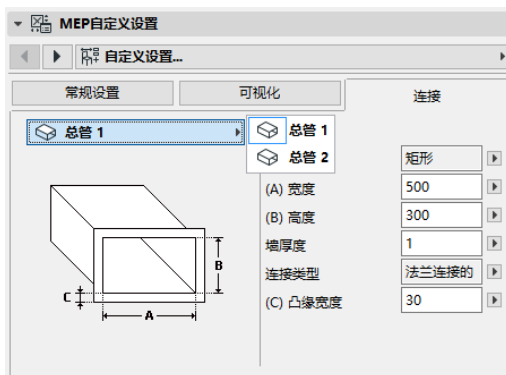 MEP自定义设置
自定义设置...
常规设置
可视化
连接
总管 1
总管 1
总管 2
矩形
(A) 宽度
500
(B) 高度
300
墙厚度
1
连接类型
法兰连接的
(C) 凸缘宽度
30
B
C
A